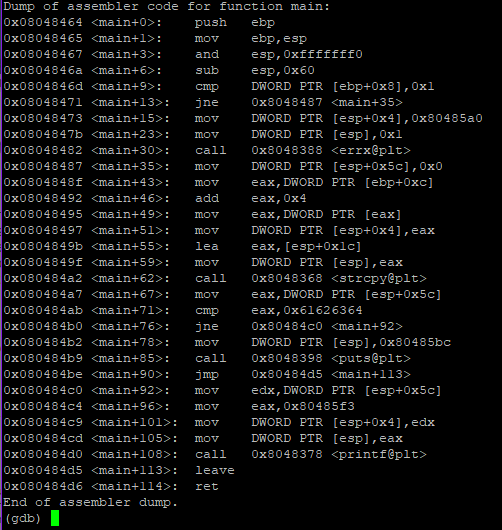 Dump of assembler code for function main:
0x08048464 <main+0>:    push   ebp
0x08048465 <main+1>:    mov    ebp,esp
0x08048467 <main+3>:    and    esp,0xfffffff0
0x0804846a <main+6>:    sub    esp,0x60
0x0804846d <main+9>:    cmp    DWORD PTR [ebp+0x8],0x1
0x08048471 <main+13>:   jne    0x8048487 <main+35>
0x08048473 <main+15>:   mov    DWORD PTR [esp+0x4],0x80485a0
0x0804847b <main+23>:   mov    DWORD PTR [esp],0x1
0x08048482 <main+30>:   call   0x8048388 <errx@plt>
0x08048487 <main+35>:   mov    DWORD PTR [esp+0x5c],0x0
0x0804848f <main+43>:   mov    eax,DWORD PTR [ebp+0xc]
0x08048492 <main+46>:   add    eax,0x4
0x08048495 <main+49>:   mov    eax,DWORD PTR [eax]
0x08048497 <main+51>:   mov    DWORD PTR [esp+0x4],eax
0x0804849b <main+55>:   lea    eax,[esp+0x1c]
0x0804849f <main+59>:   mov    DWORD PTR [esp],eax
0x080484a2 <main+62>:   call   0x8048368 <strcpy@plt>
0x080484a7 <main+67>:   mov    eax,DWORD PTR [esp+0x5c]
0x080484ab <main+71>:   cmp    eax,0x61626364
0x080484b0 <main+76>:   jne    0x80484c0 <main+92>
0x080484b2 <main+78>:   mov    DWORD PTR [esp],0x80485bc
0x080484b9 <main+85>:   call   0x8048398 <puts@plt>
0x080484be <main+90>:   jmp    0x80484d5 <main+113>
0x080484c0 <main+92>:   mov    edx,DWORD PTR [esp+0x5c]
0x080484c4 <main+96>:   mov    eax,0x80485f3
0x080484c9 <main+101>:  mov    DWORD PTR [esp+0x4],edx
0x080484cd <main+105>:  mov    DWORD PTR [esp],eax
0x080484d0 <main+108>:  call   0x8048378 <printf@plt>
0x080484d5 <main+113>:  leave
0x080484d6 <main+114>:  ret
End of assembler dump.
(gdb)